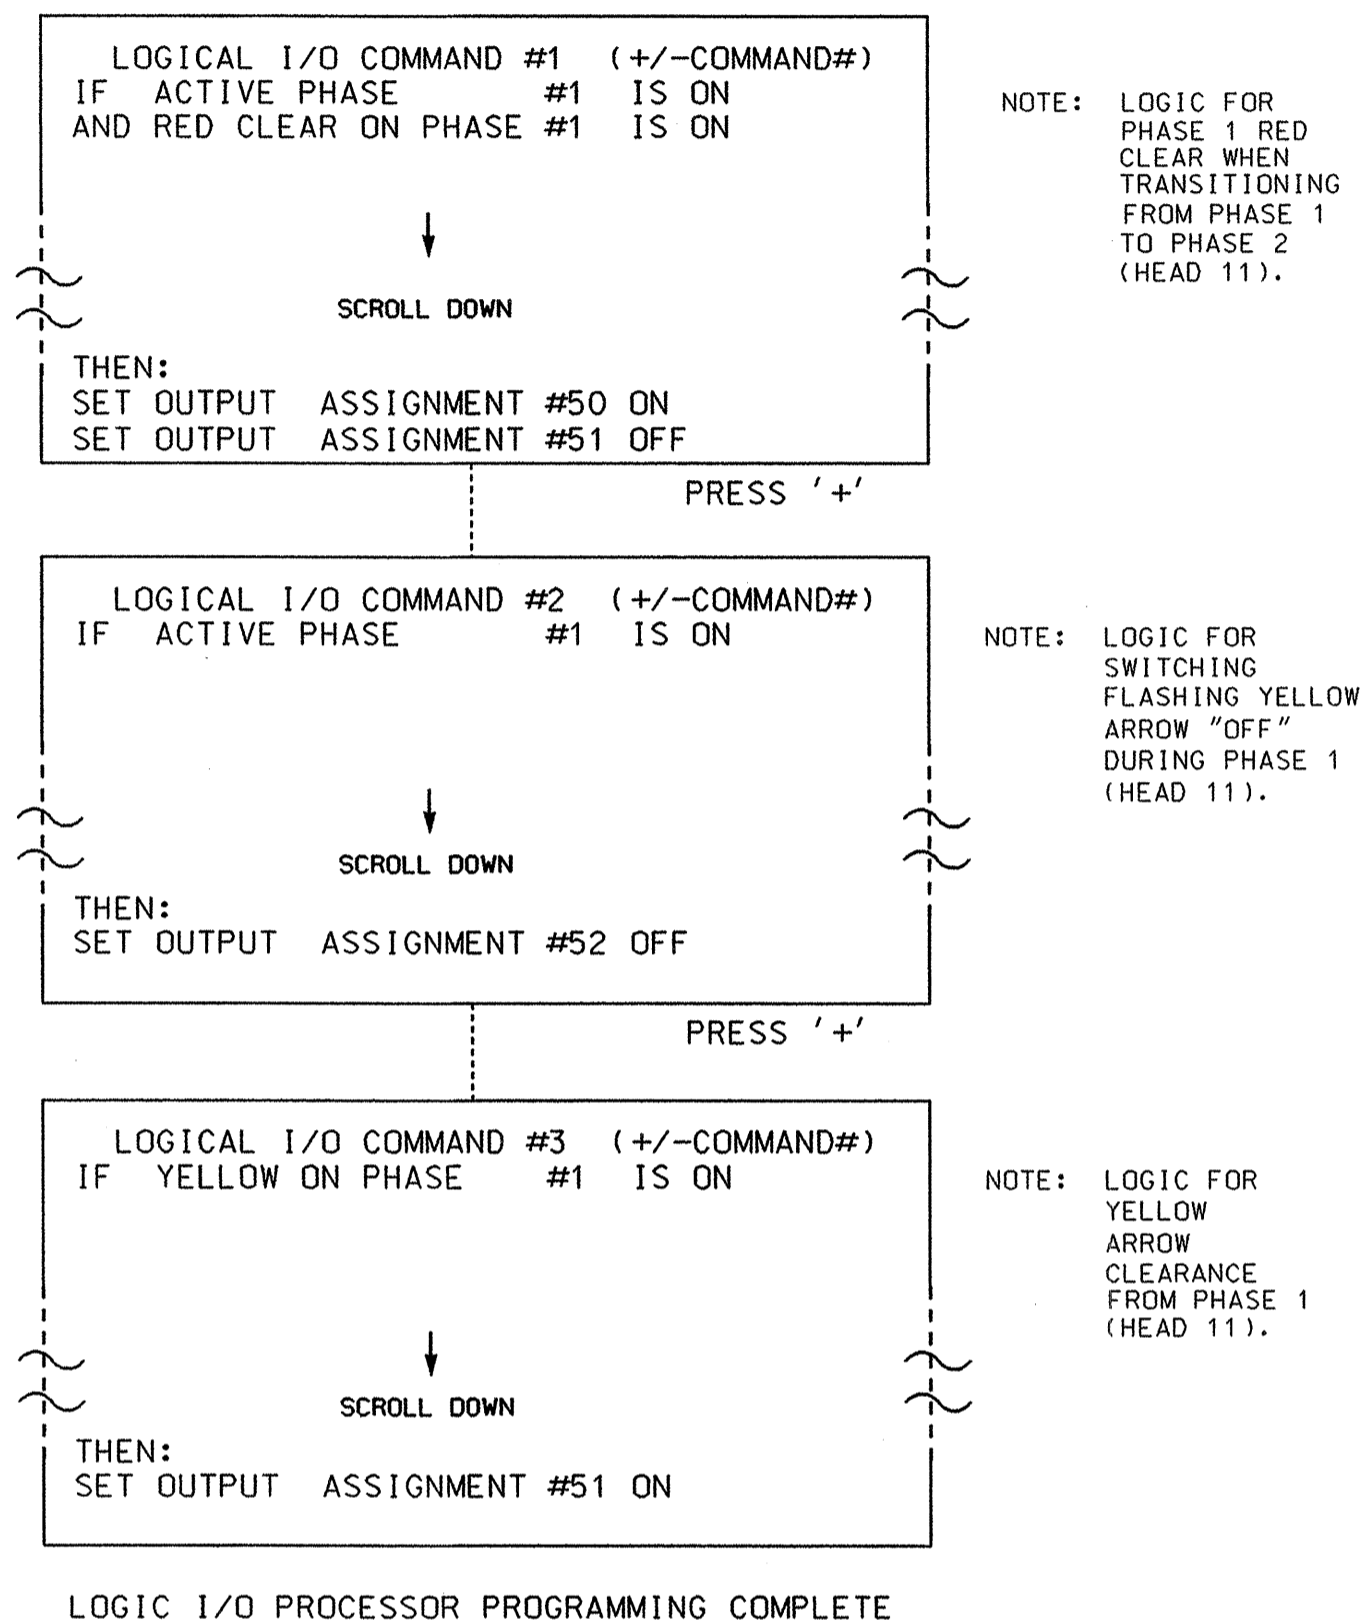 LOGICAL I/O COMMAND #1 (+/-COMMAND#)
IF ACTIVE PHASE #1 IS ON
AND RED CLEAR ON PHASE #1 IS ON
SCROLL DOWN
THEN:
SET OUTPUT ASSIGNMENT #50 ON
SET OUTPUT ASSIGNMENT #51 OFF
NOTE: LOGIC FOR
PHASE 1 RED
CLEAR WHEN
TRANSITIONING
FROM PHASE 1
TO PHASE 2
(HEAD 11).
PRESS '+'
LOGICAL I/O COMMAND #2 (+/-COMMAND#)
IF ACTIVE PHASE #1 IS ON
SCROLL DOWN
THEN:
SET OUTPUT ASSIGNMENT #52 OFF
NOTE: LOGIC FOR
SWITCHING
FLASHING YELLOW
ARROW "OFF"
DURING PHASE 1
(HEAD 11).
PRESS '+'
LOGICAL I/O COMMAND #3 (+/-COMMAND#)
IF YELLOW ON PHASE #1 IS ON
SCROLL DOWN
THEN:
SET OUTPUT ASSIGNMENT #51 ON
NOTE: LOGIC FOR
YELLOW
ARROW
CLEARANCE
FROM PHASE 1
(HEAD 11).
LOGIC I/O PROCESSOR PROGRAMMING COMPLETE